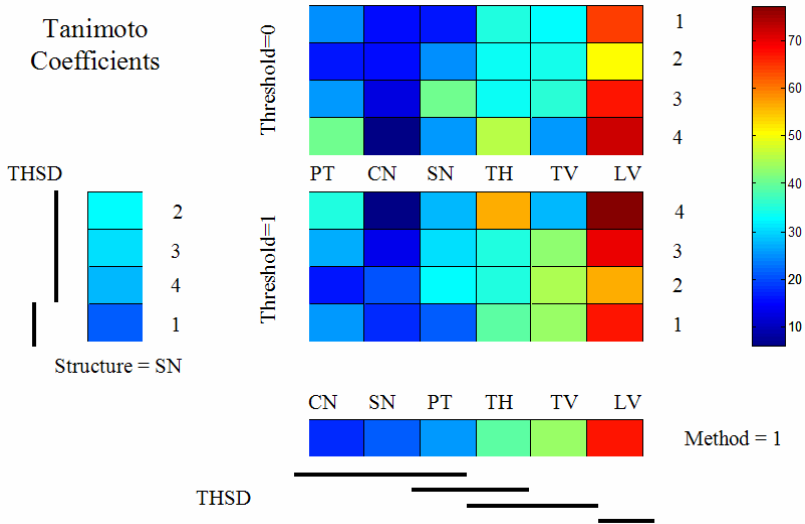 Tanimoto
Coefficients
Threshold=0
1
2
3
4
PT CN SN TH TV LV
Threshold=1
4
3
2
1
THSD
2
3
4
1
Structure = SN
CN SN PT TH TV LV
Method = 1
THSD
70
60
50
40
30
20
10